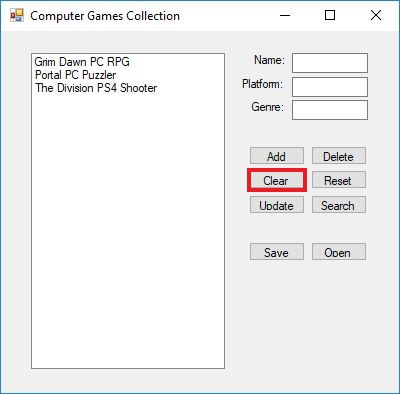 Computer Games Collection
Grim Dawn PC RPG
Portal PC Puzzler
The Division PS4 Shooter
Name:
Platform:
Genre:
Add Delete
Clear Reset
Update Search
Save Open